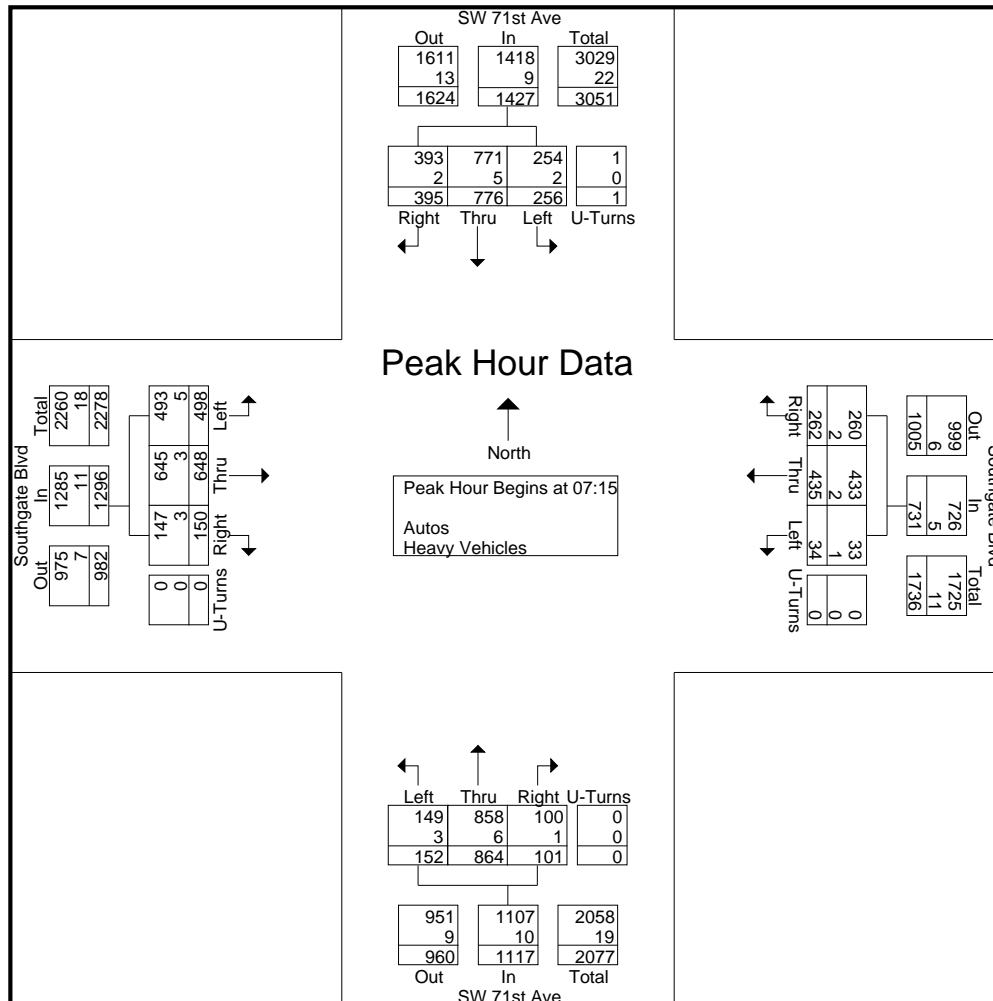 SW 71st Ave
Out In Total
1611 1418 3029
13 9 22
1624 1427 3051
393 771 254 1
2 5 2 0
395 776 256 1
Right Thru Left U-Turns
Peak Hour Data
North
Peak Hour Begins at 07:15
Autos
Heavy Vehicles
Southgate Blvd
Total In Out
2260 1285 975
18 11 7
2278 1296 982
493 645 147 0
5 3 3 0
498 648 150 0
Left Thru Right U-Turns
Southgate Blvd
Out In Total
999 726 1725
6 5 11
1005 731 1736
260 433 33 0
2 2 1 0
262 435 34 0
Right Thru Left U-Turns
Left Thru Right U-Turns
149 858 100 0
3 6 1 0
152 864 101 0
951 1107 2058
9 10 19
960 1117 2077
Out In Total
SW 71st Ave